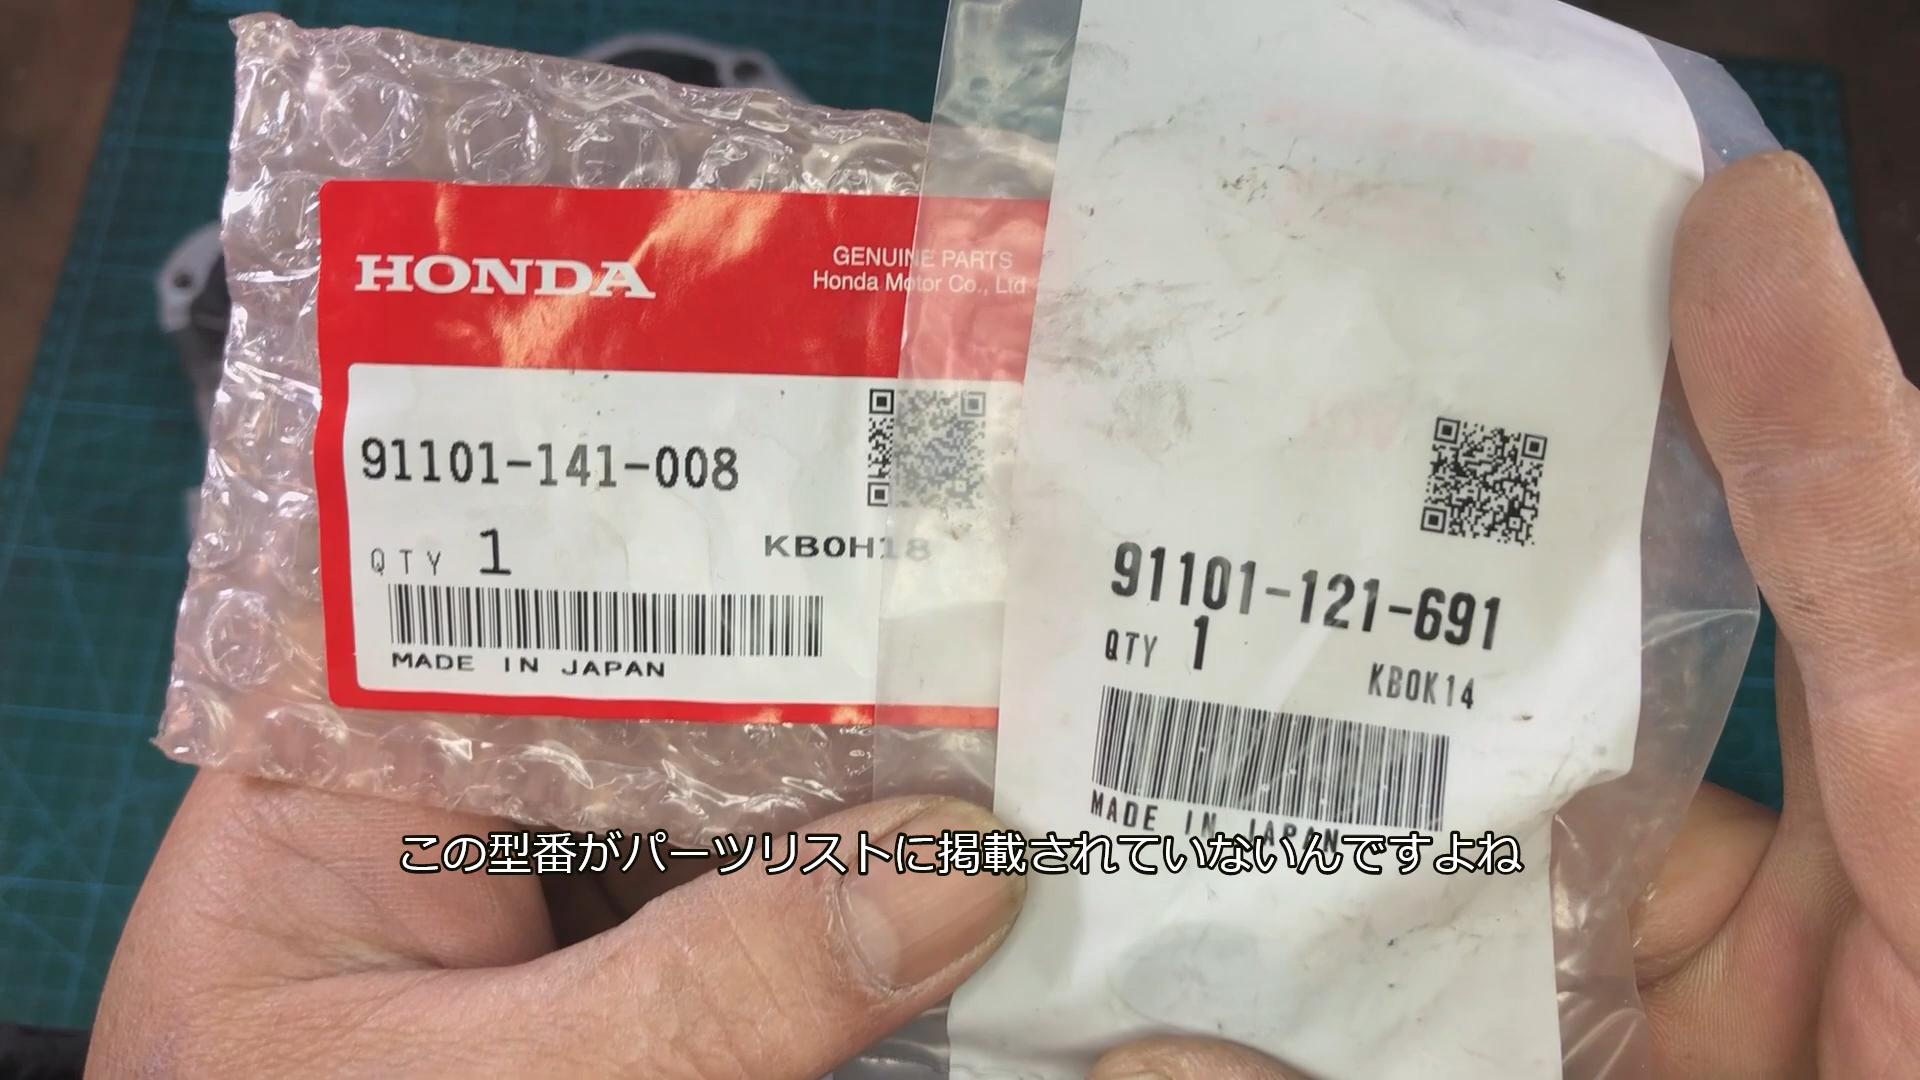 HONDA
GENUINE PARTS
Honda Motor Co., Ltd
91101-141-008
QTY 1
KB0H18
MADE IN JAPAN
91101-121-691
QTY 1
KB0K14
MADE IN JAPAN
この型番がパーツリストに掲載されていないんですよね